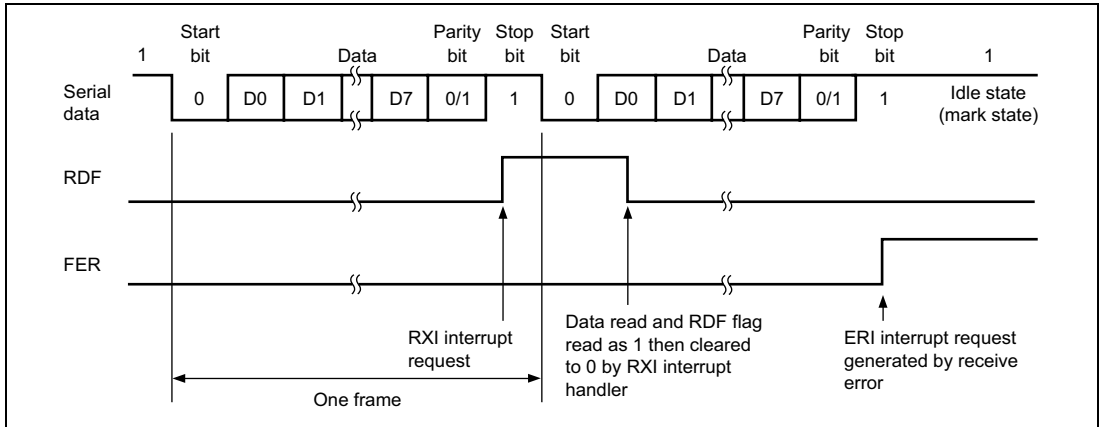 Start Parity Stop Start Parity Stop
1 bit Data bit bit bit Data bit bit 1
Serial data 0 D0 D1 D7 0/1 1 0 D0 D1 D7 0/1 1 Idle state (mark state)
RDF
FER
RXI interrupt
request
Data read and RDF flag
read as 1 then cleared
to 0 by RXI interrupt
handler
ERI interrupt request
generated by receive
error
One frame